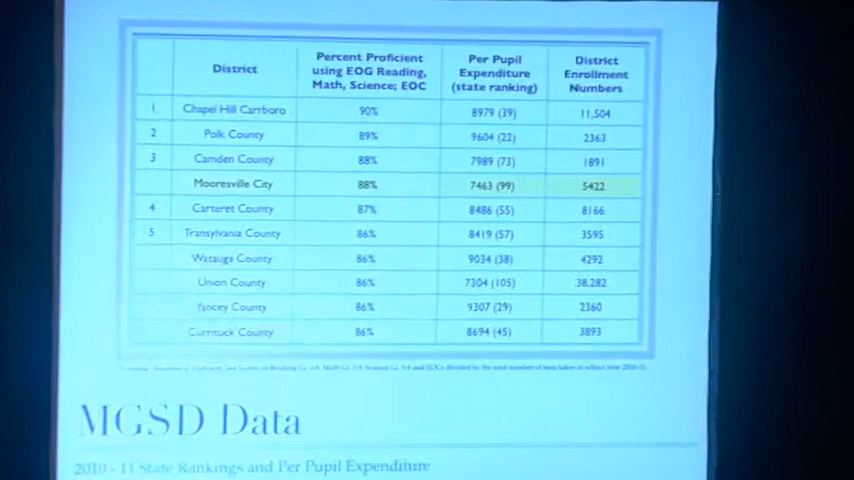 District
Percent Proficient using EOG Reading, Math, Science; EOC
Per Pupil Expenditure (state ranking)
District Enrollment Numbers
1 Chapel Hill Carrboro 90% 8979 (39) 11,504
2 Polk County 89% 9604 (22) 2363
3 Camden County 88% 7989 (73) 1891
Mooresville City 88% 7463 (99) 5422
4 Carteret County 87% 8486 (55) 8166
5 Transylvania County 86% 8419 (57) 3595
Watauga County 86% 9034 (38) 4292
Union County 86% 7304 (105) 38,282
Yancey County 86% 9307 (29) 2360
Currituck County 86% 8694 (45) 3893
MGSD Data
2010 - 11 State Rankings and Per Pupil Expenditure